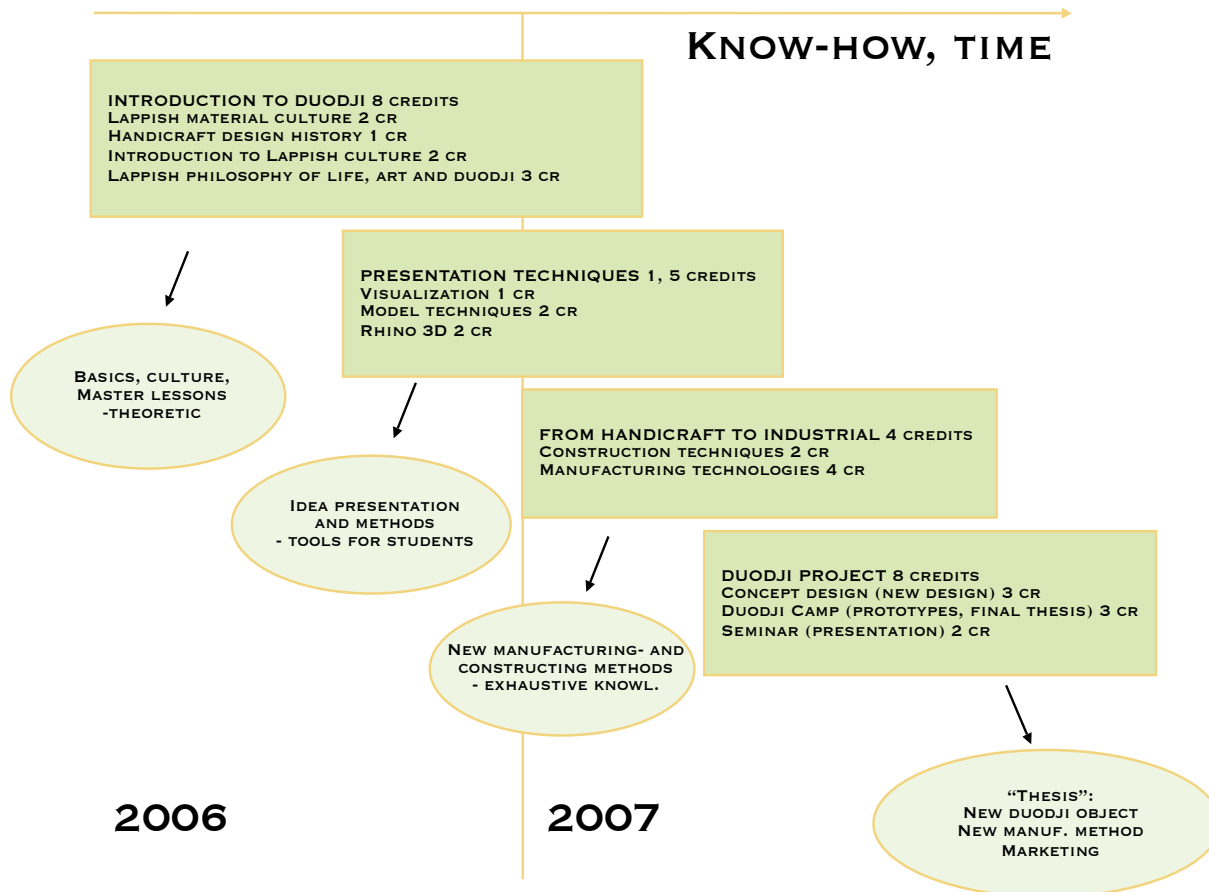 Know-how, time
INTRODUCTION TO DUODJI 8 credits
Lappish material culture 2 cr
Handicraft design history 1 cr
Introduction to Lappish culture 2 cr
Lappish philosophy of life, art and duodji 3 cr
PRESENTATION TECHNIQUES 1, 5 credits
Visualization 1 cr
Model techniques 2 cr
Rhino 3D 2 cr
Basics, culture,
Master lessons
-theoretic
FROM HANDICRAFT TO INDUSTRIAL 4 credits
Construction techniques 2 cr
Manufacturing technologies 4 cr
Idea presentation
and methods
- tools for students
DUODJI PROJECT 8 credits
Concept design (new design) 3 cr
Duodji Camp (prototypes, final thesis) 3 cr
Seminar (presentation) 2 cr
New manufacturing- and
constructing methods
- exhaustive knowl.
“Thesis”:
New duodji object
New manuf. method
Marketing
2006
2007